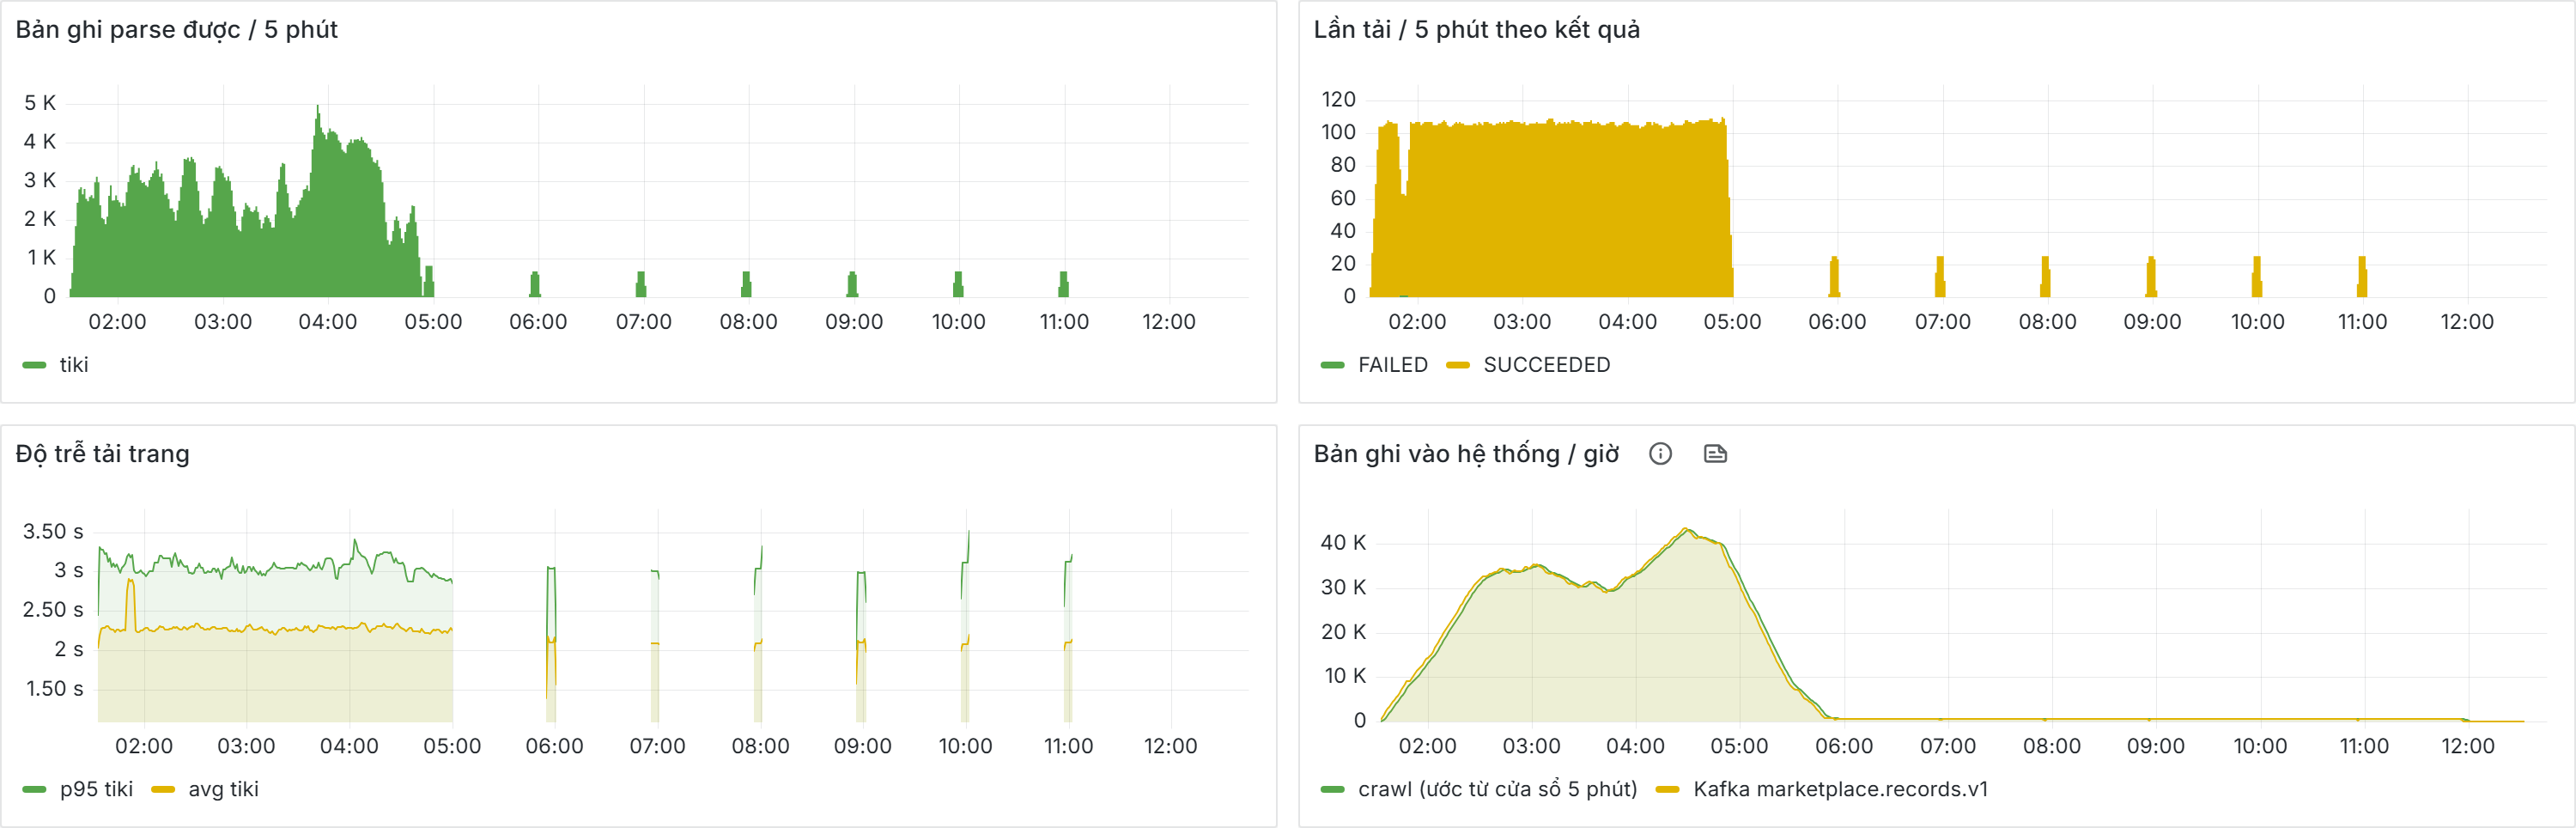 Bản ghi parse được / 5 phút
5 K
4 K
3 K
2 K
1 K
0
02:00 03:00 04:00 05:00 06:00 07:00 08:00 09:00 10:00 11:00 12:00
tiki
Lần tải / 5 phút theo kết quả
120
100
80
60
40
20
0
02:00 03:00 04:00 05:00 06:00 07:00 08:00 09:00 10:00 11:00 12:00
FAILED SUCCEEDED
Độ trễ tải trang
3.50 s
3 s
2.50 s
2 s
1.50 s
02:00 03:00 04:00 05:00 06:00 07:00 08:00 09:00 10:00 11:00 12:00
p95 tiki avg tiki
Bản ghi vào hệ thống / giờ
40 K
30 K
20 K
10 K
0
02:00 03:00 04:00 05:00 06:00 07:00 08:00 09:00 10:00 11:00 12:00
crawl (ước từ cửa sổ 5 phút) Kafka marketplace.records.v1